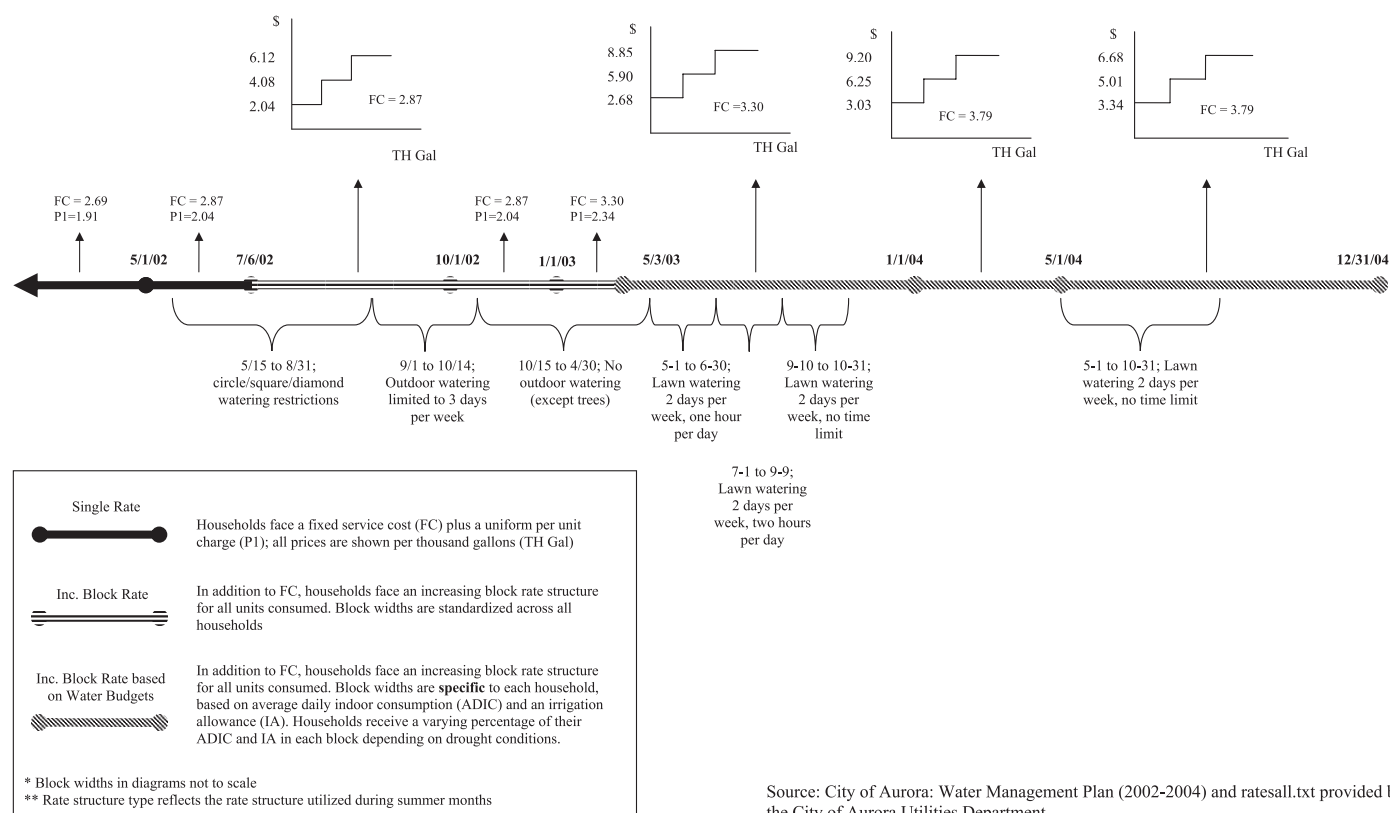 $
6.12
4.08
2.04
FC = 2.87
TH Gal
$
8.85
5.90
2.68
FC =3.30
TH Gal
$
9.20
6.25
3.03
FC = 3.79
TH Gal
$
6.68
5.01
3.34
FC = 3.79
TH Gal
FC = 2.69
P1=1.91
FC = 2.87
P1=2.04
FC = 2.87
P1=2.04
FC = 3.30
P1=2.34
5/1/02
7/6/02
10/1/02
1/1/03
5/3/03
1/1/04
5/1/04
12/31/04
5/15 to 8/31;
circle/square/diamond
watering restrictions
9/1 to 10/14;
Outdoor watering
limited to 3 days
per week
10/15 to 4/30; No
outdoor watering
(except trees)
5-1 to 6-30;
Lawn watering
2 days per
week, one hour
per day
7-1 to 9-9;
Lawn watering
2 days per
week, two hours
per day
9-10 to 10-31;
Lawn watering
2 days per
week, no time
limit
5-1 to 10-31; Lawn
watering 2 days per
week, no time limit
Single Rate
Households face a fixed service cost (FC) plus a uniform per unit
charge (P1); all prices are shown per thousand gallons (TH Gal)
Inc. Block Rate
In addition to FC, households face an increasing block rate structure
for all units consumed. Block widths are standardized across all
households
Inc. Block Rate based
on Water Budgets
In addition to FC, households face an increasing block rate structure
for all units consumed. Block widths are specific to each household,
based on average daily indoor consumption (ADIC) and an irrigation
allowance (IA). Households receive a varying percentage of their
ADIC and IA in each block depending on drought conditions.
* Block widths in diagrams not to scale
** Rate structure type reflects the rate structure utilized during summer months
Source: City of Aurora: Water Management Plan (2002-2004) and ratesall.txt provided
the City of Aurora Utilities Department